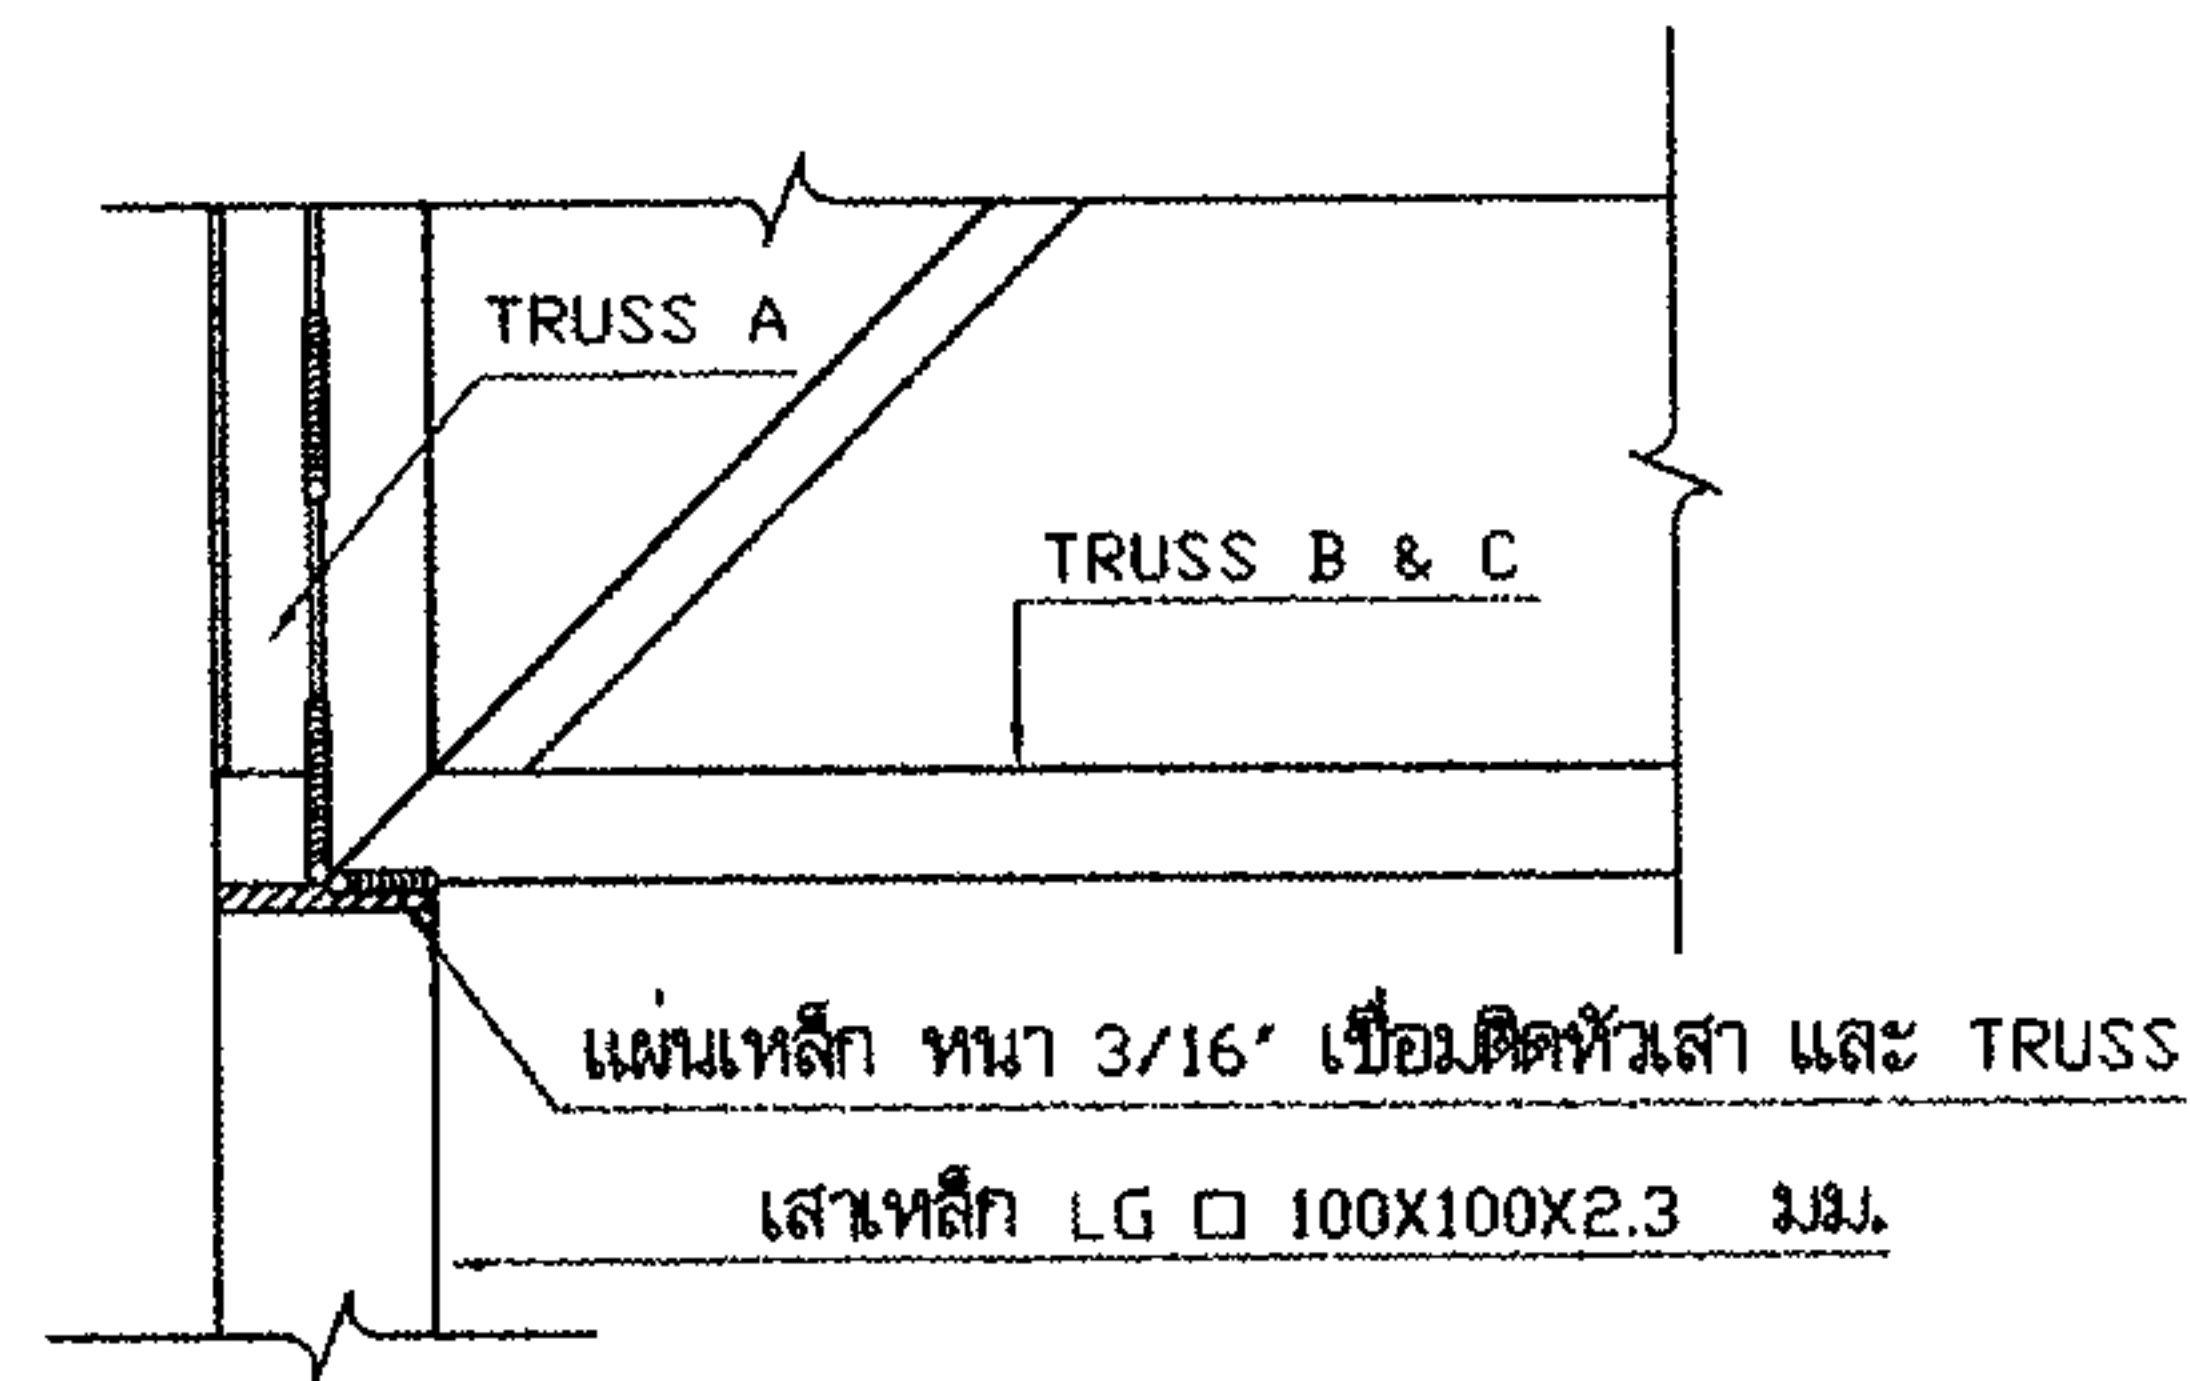 TRUSS A
TRUSS B & C
แผ่นเหล็ก หนา 3/16" เชื่อมติดหัวเสา และ TRUSS
เสาเหล็ก LG □ 100X100X2.3 มม.